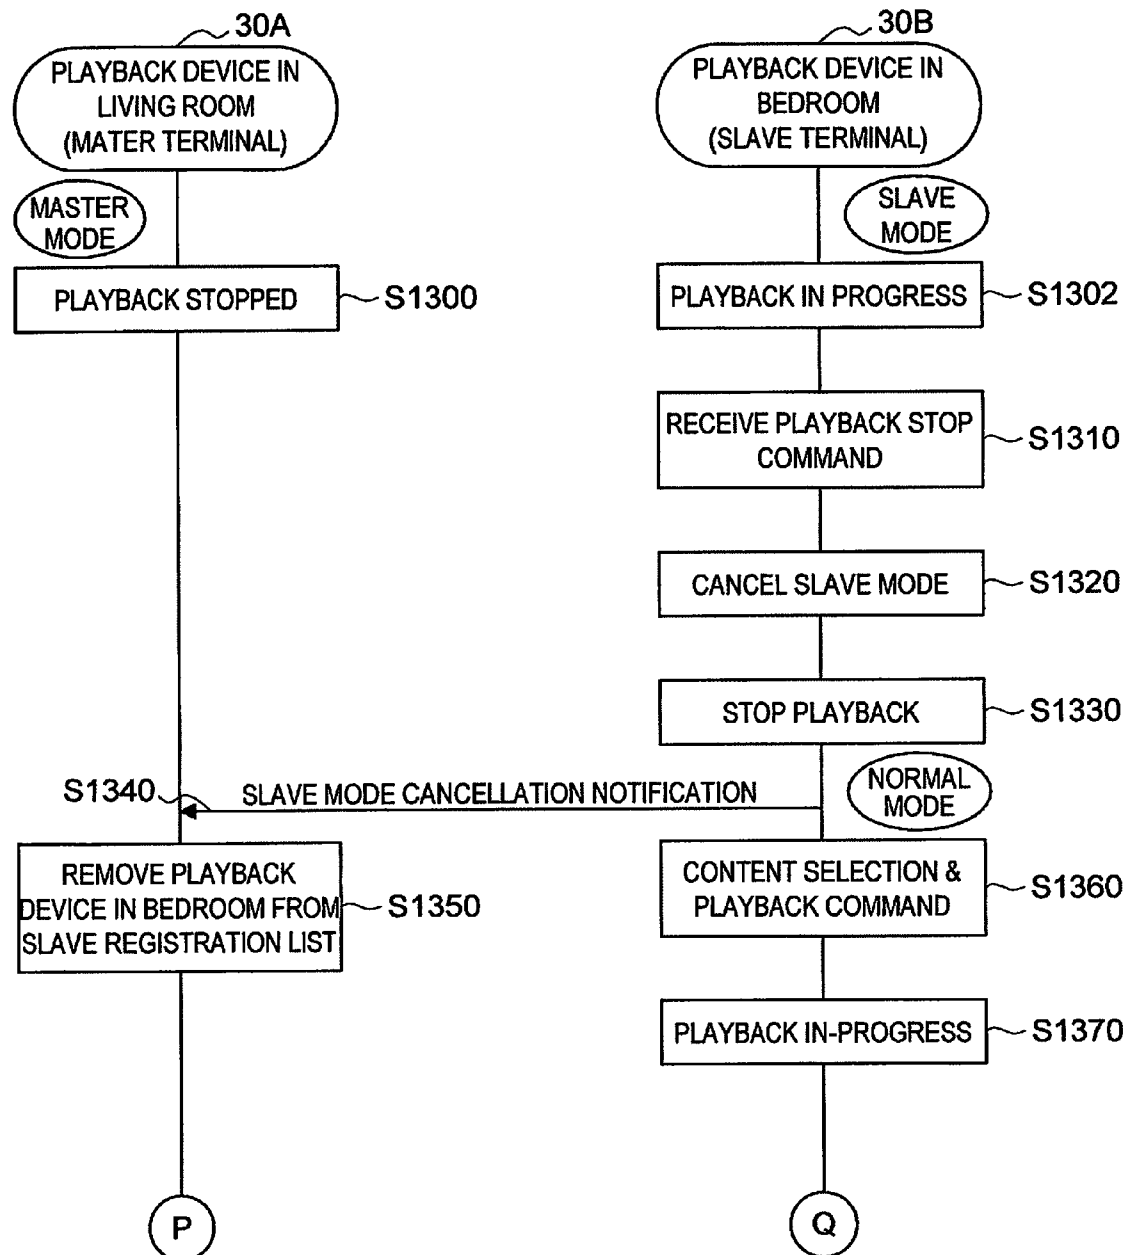 30A
PLAYBACK DEVICE IN
LIVING ROOM
(MATER TERMINAL)
30B
PLAYBACK DEVICE IN
BEDROOM
(SLAVE TERMINAL)
MASTER
MODE
SLAVE
MODE
PLAYBACK STOPPED
S1300
PLAYBACK IN PROGRESS
S1302
RECEIVE PLAYBACK STOP
COMMAND
S1310
CANCEL SLAVE MODE
S1320
STOP PLAYBACK
S1330
NORMAL
MODE
S1340
SLAVE MODE CANCELLATION NOTIFICATION
REMOVE PLAYBACK
DEVICE IN BEDROOM FROM
SLAVE REGISTRATION LIST
S1350
CONTENT SELECTION &
PLAYBACK COMMAND
S1360
PLAYBACK IN-PROGRESS
S1370
P
Q